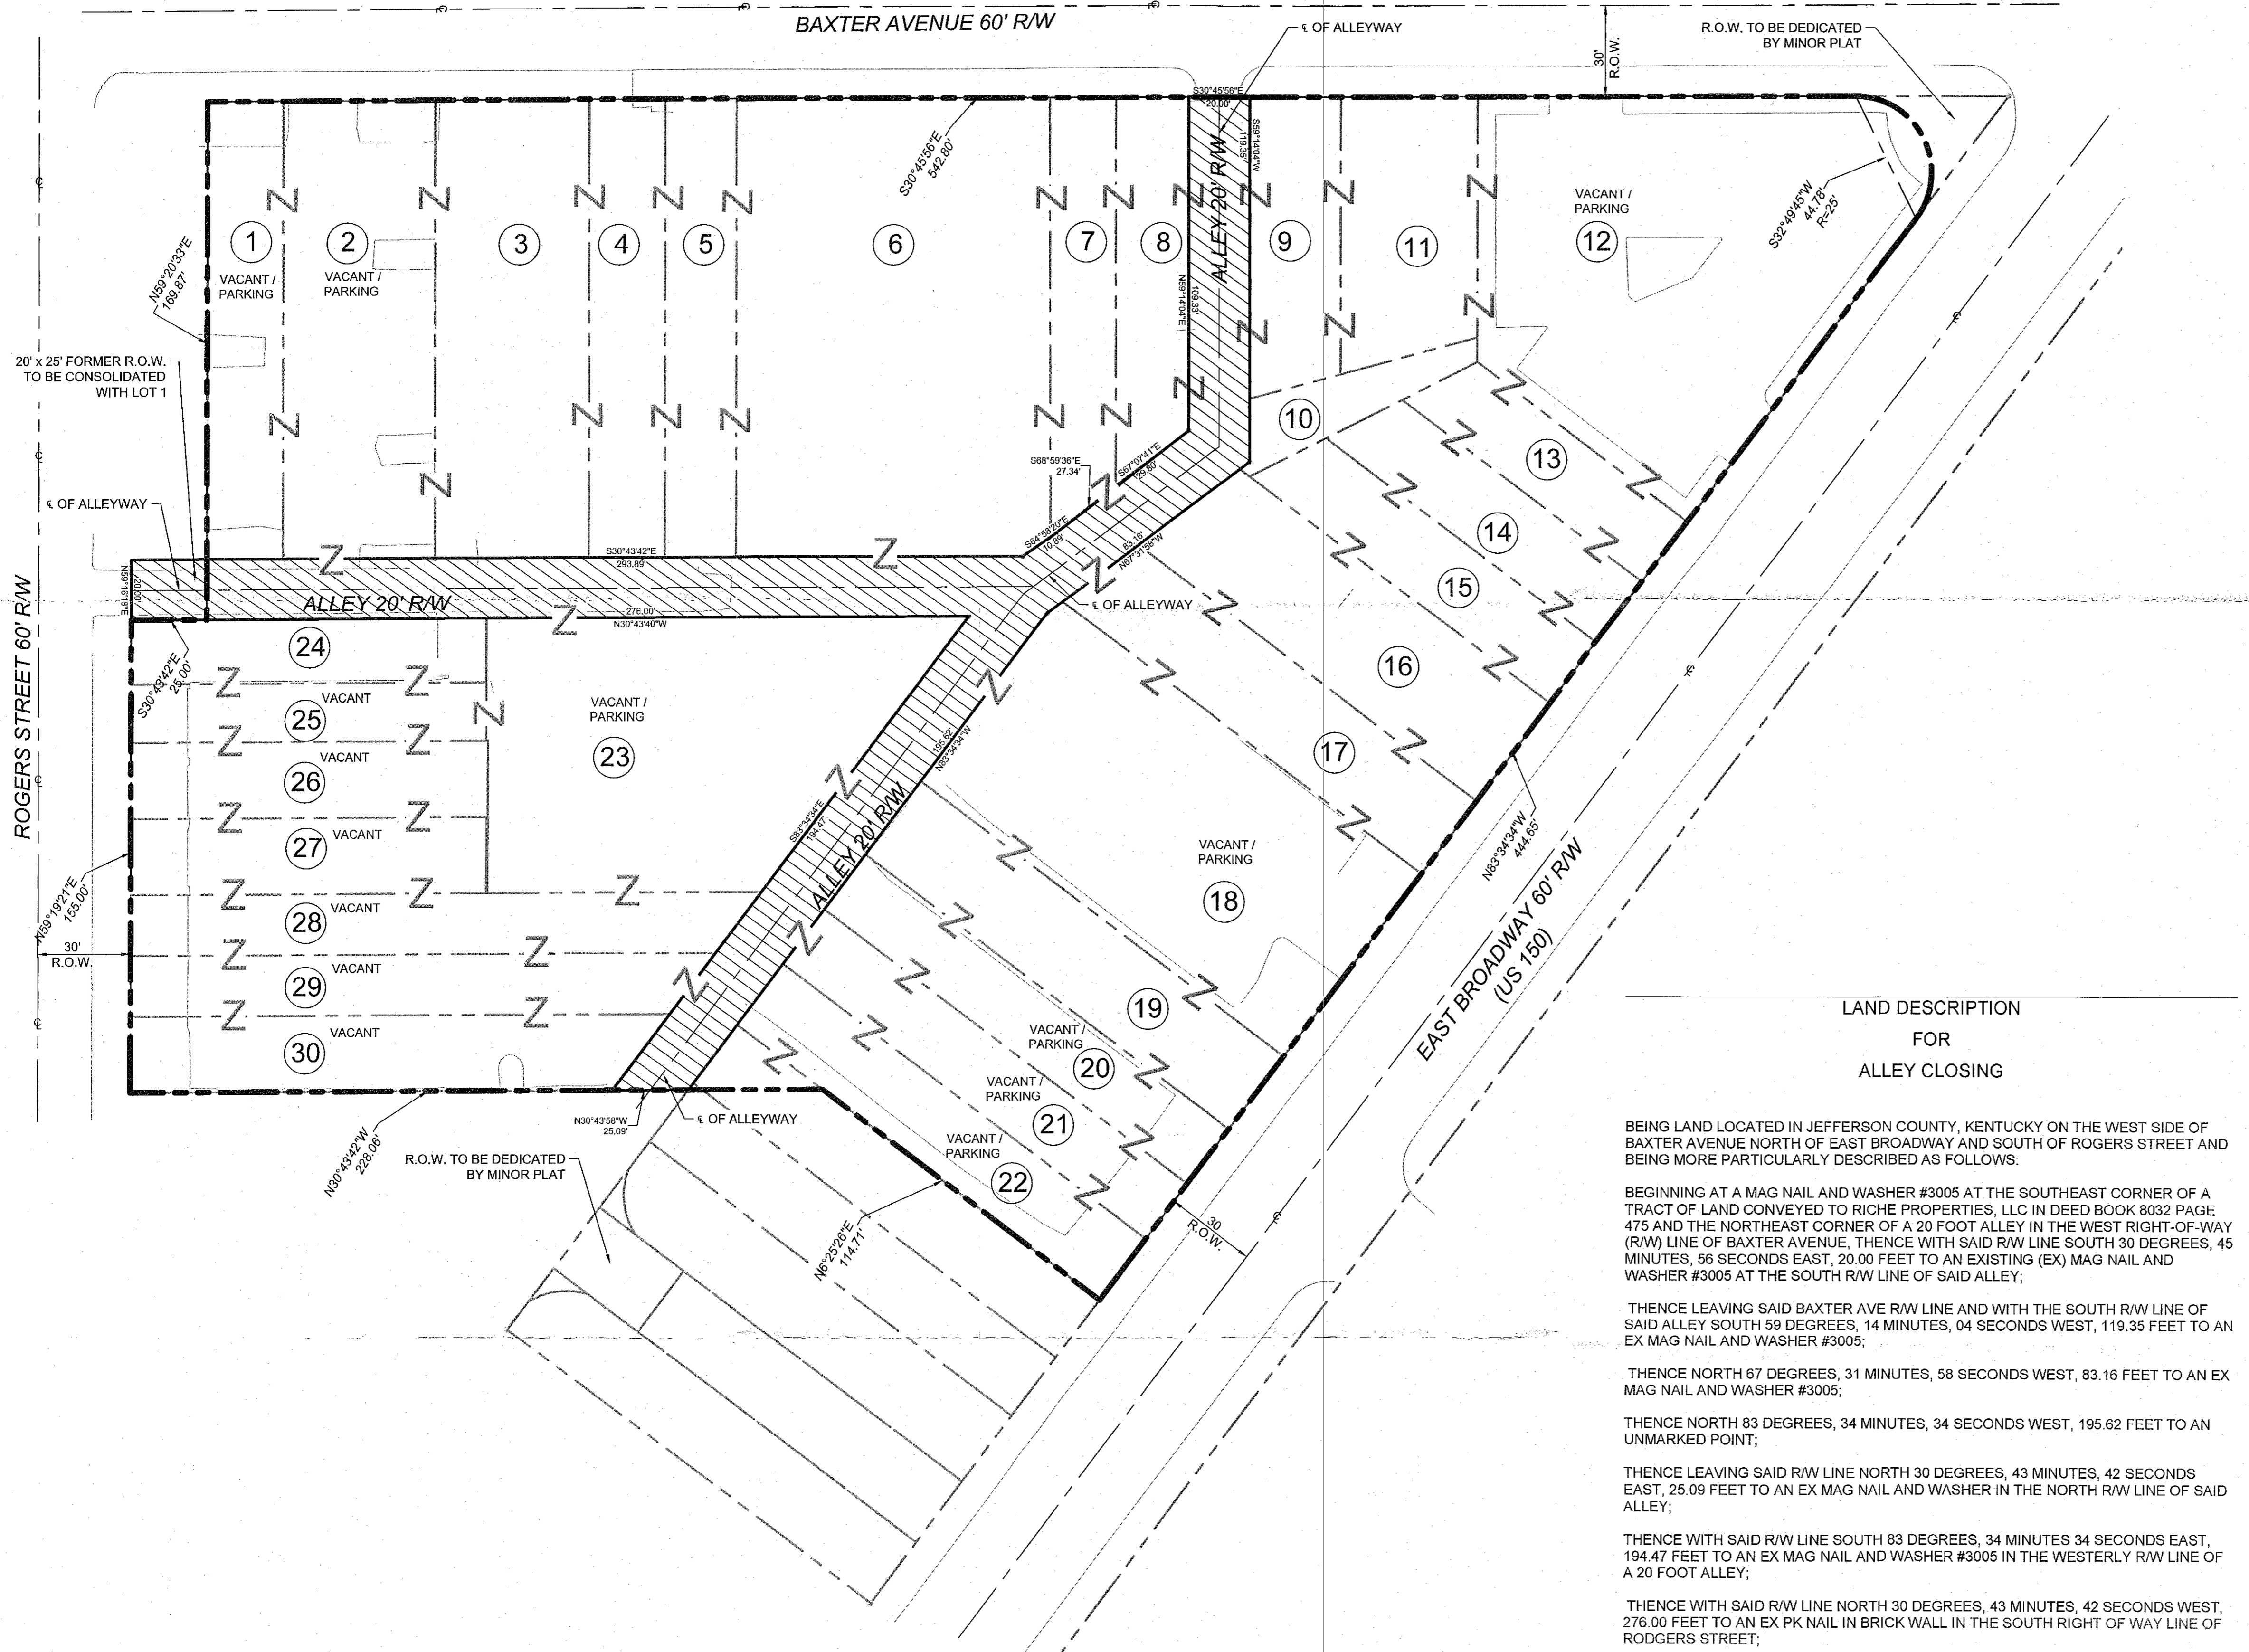 BAXTER AVENUE 60' R/W
℄ OF ALLEYWAY
30'
R.O.W.
R.O.W. TO BE DEDICATED
BY MINOR PLAT
S30°45'56"E
20.00'
S30°45'56"E
542.80'
ALLEY 20' R/W
S59°14'04"W
119.35'
N59°14'04"E
109.33'
VACANT /
PARKING
12
S32°49'45"W
44.78'
R=25'
N59°20'33"E
169.87'
1
VACANT /
PARKING
2
VACANT /
PARKING
3
4
5
6
7
8
9
11
10
20' x 25' FORMER R.O.W.
TO BE CONSOLIDATED
WITH LOT 1
℄ OF ALLEYWAY
S67°07'41"E
29.80'
S68°59'36"E
27.34'
S64°58'20"E
10.89'
83.16'
N67°31'58"W
13
14
15
16
17
S30°43'42"E
293.89'
N59°16'18"E
20.00'
ALLEY 20' R/W
276.00'
N30°43'40"W
℄ OF ALLEYWAY
ROGERS STREET 60' R/W
S30°43'42"E
25.00'
24
VACANT
25
VACANT
26
VACANT
27
VACANT
28
VACANT
29
VACANT
30
VACANT /
PARKING
23
N59°19'21"E
155.00'
30'
R.O.W.
S83°34'34"E
194.47'
195.62'
N83°34'34"W
ALLEY 20' R/W
VACANT /
PARKING
18
19
VACANT /
PARKING
20
VACANT /
PARKING
21
VACANT /
PARKING
22
N83°34'34"W
444.65'
EAST BROADWAY 60' R/W
(US 150)
30
R.O.W.
N30°43'58"W
25.09'
℄ OF ALLEYWAY
N30°43'42"W
228.06'
R.O.W. TO BE DEDICATED
BY MINOR PLAT
N6°25'26"E
114.71'
LAND DESCRIPTION
FOR
ALLEY CLOSING
BEING LAND LOCATED IN JEFFERSON COUNTY, KENTUCKY ON THE WEST SIDE OF
BAXTER AVENUE NORTH OF EAST BROADWAY AND SOUTH OF ROGERS STREET AND
BEING MORE PARTICULARLY DESCRIBED AS FOLLOWS:
BEGINNING AT A MAG NAIL AND WASHER #3005 AT THE SOUTHEAST CORNER OF A
TRACT OF LAND CONVEYED TO RICHE PROPERTIES, LLC IN DEED BOOK 8032 PAGE
475 AND THE NORTHEAST CORNER OF A 20 FOOT ALLEY IN THE WEST RIGHT-OF-WAY
(R/W) LINE OF BAXTER AVENUE, THENCE WITH SAID R/W LINE SOUTH 30 DEGREES, 45
MINUTES, 56 SECONDS EAST, 20.00 FEET TO AN EXISTING (EX) MAG NAIL AND
WASHER #3005 AT THE SOUTH R/W LINE OF SAID ALLEY;
THENCE LEAVING SAID BAXTER AVE R/W LINE AND WITH THE SOUTH R/W LINE OF
SAID ALLEY SOUTH 59 DEGREES, 14 MINUTES, 04 SECONDS WEST, 119.35 FEET TO AN
EX MAG NAIL AND WASHER #3005;
THENCE NORTH 67 DEGREES, 31 MINUTES, 58 SECONDS WEST, 83.16 FEET TO AN EX
MAG NAIL AND WASHER #3005;
THENCE NORTH 83 DEGREES, 34 MINUTES, 34 SECONDS WEST, 195.62 FEET TO AN
UNMARKED POINT;
THENCE LEAVING SAID R/W LINE NORTH 30 DEGREES, 43 MINUTES, 42 SECONDS
EAST, 25.09 FEET TO AN EX MAG NAIL AND WASHER IN THE NORTH R/W LINE OF SAID
ALLEY;
THENCE WITH SAID R/W LINE SOUTH 83 DEGREES, 34 MINUTES 34 SECONDS EAST,
194.47 FEET TO AN EX MAG NAIL AND WASHER #3005 IN THE WESTERLY R/W LINE OF
A 20 FOOT ALLEY;
THENCE WITH SAID R/W LINE NORTH 30 DEGREES, 43 MINUTES, 42 SECONDS WEST,
276.00 FEET TO AN EX PK NAIL IN BRICK WALL IN THE SOUTH RIGHT OF WAY LINE OF
RODGERS STREET;